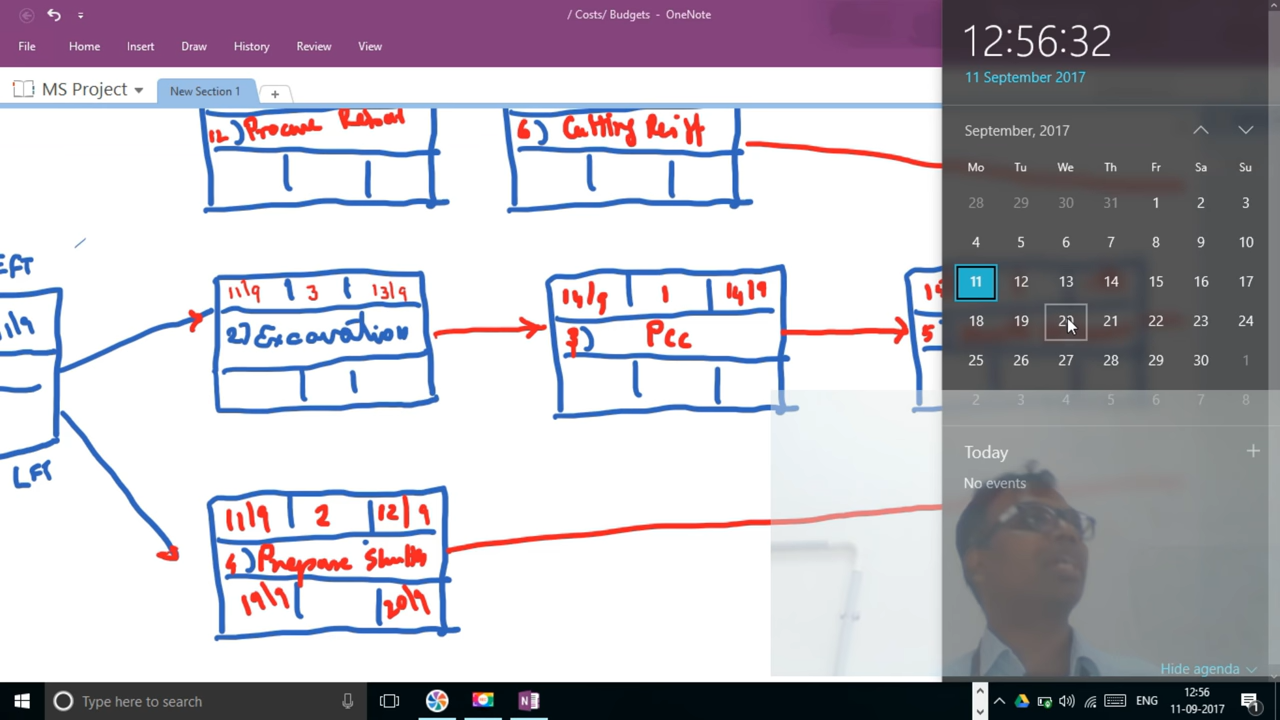 / Costs/ Budgets - OneNote
File Home Insert Draw History Review View
MS Project
New Section 1
+
12) Procure
6) Cutting
EFT
11/9
11/9 3 13/9
2) Excavation
14/9 1 14/9
3) Pcc
5
LFT
11/9 2 12/9
4) Prepare
19/9 20/9
12:56:32
11 September 2017
September, 2017
Mo Tu We Th Fr Sa Su
28 29 30 31 1 2 3
4 5 6 7 8 9 10
11 12 13 14 15 16 17
18 19 20 21 22 23 24
25 26 27 28 29 30 1
2 3 4 5 6 7 8
Today
No events
Hide agenda
Type here to search
ENG
12:56
11-09-2017
1